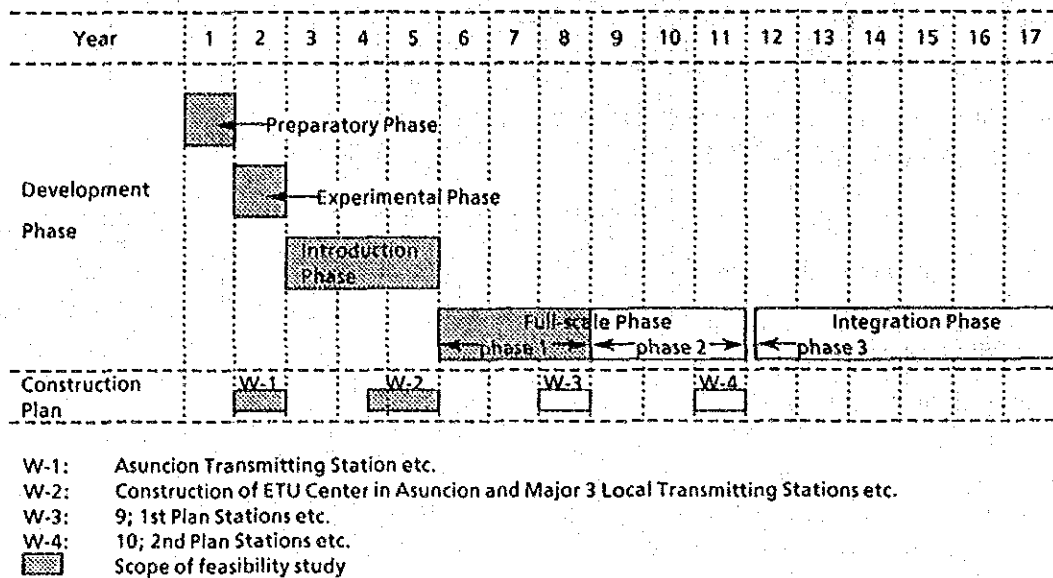 Year 1 2 3 4 5 6 7 8 9 10 11 12 13 14 15 16 17
Preparatory Phase
Development
Phase
Experimental Phase
Introduction
Phase
Full-scale Phase Integration Phase
phase 1 phase 2 phase 3
Construction
Plan
W-1 W-2 W-3 W-4
W-1: Asuncion Transmitting Station etc.
W-2: Construction of ETU Center in Asuncion and Major 3 Local Transmitting Stations etc.
W-3: 9; 1st Plan Stations etc.
W-4: 10; 2nd Plan Stations etc.
Scope of feasibility study